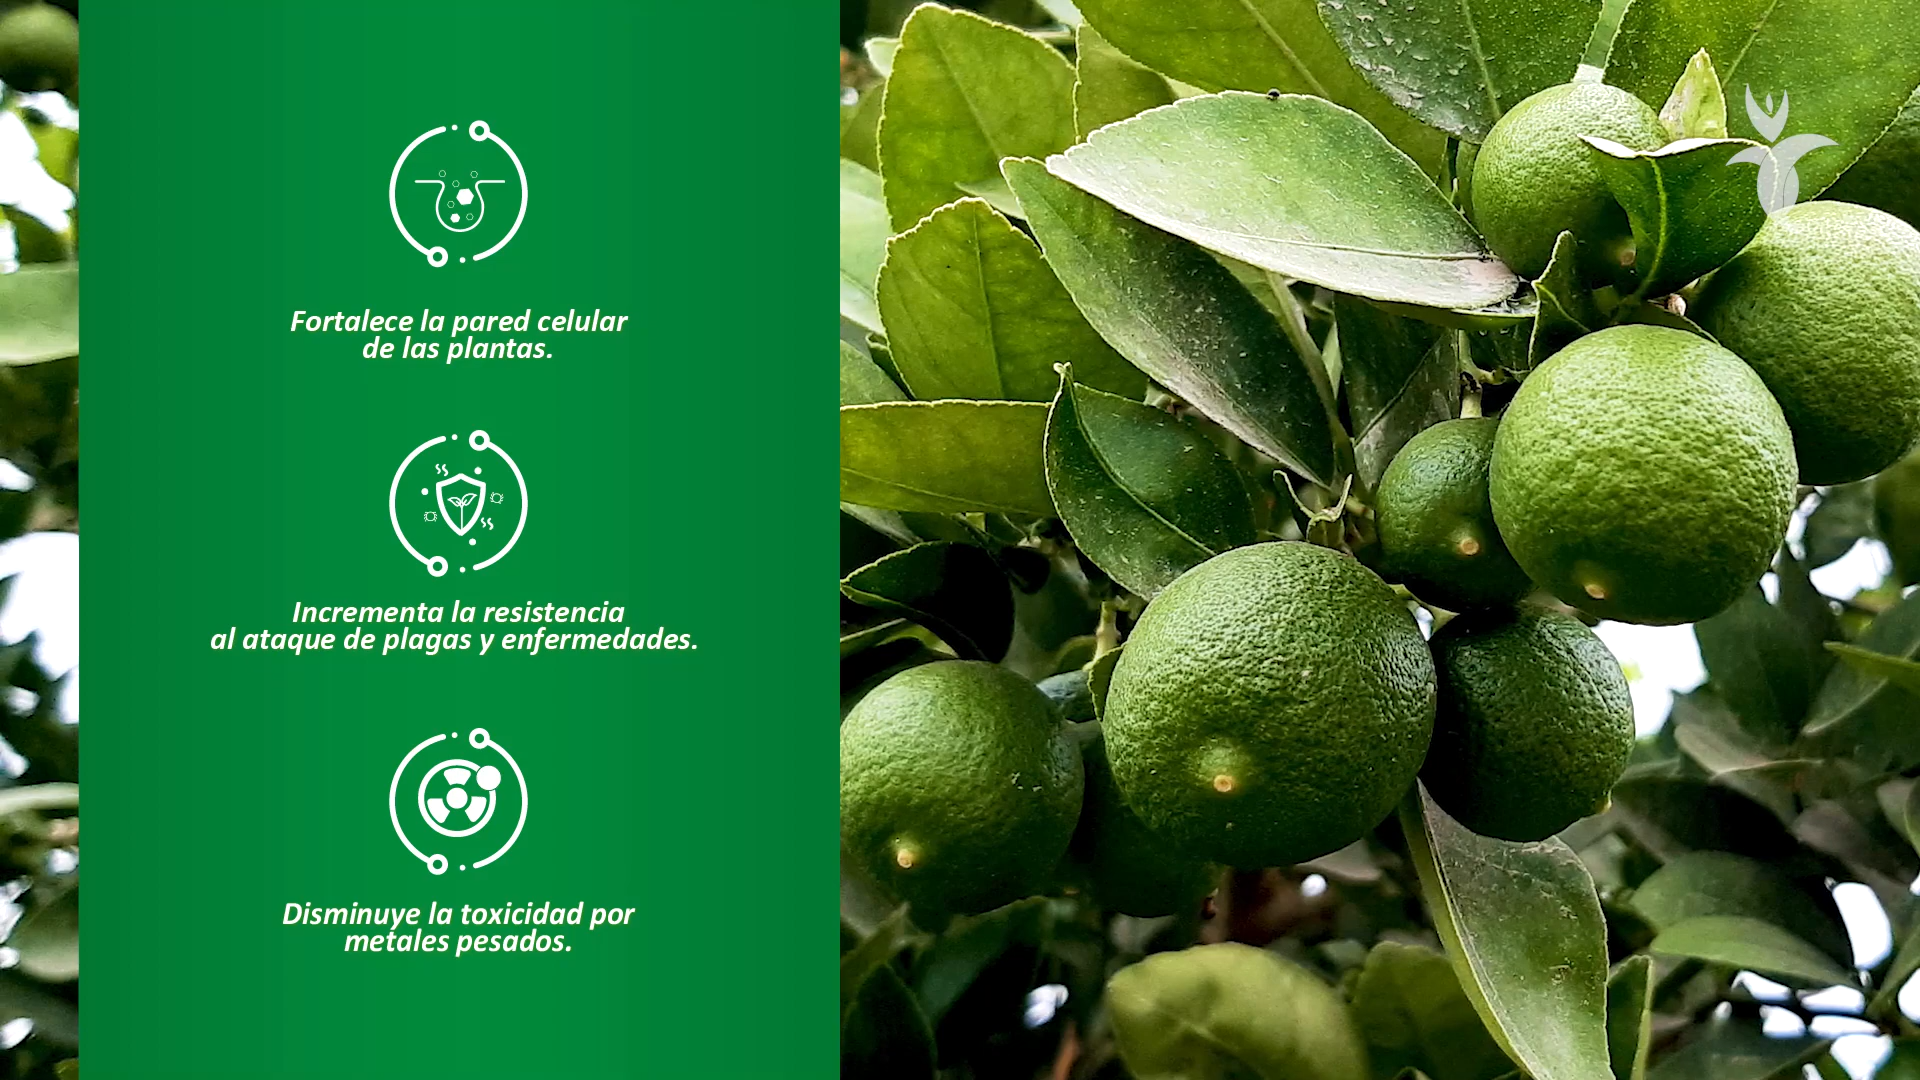 Fortalece la pared celular
de las plantas.
Incrementa la resistencia
al ataque de plagas y enfermedades.
Disminuye la toxicidad por
metales pesados.